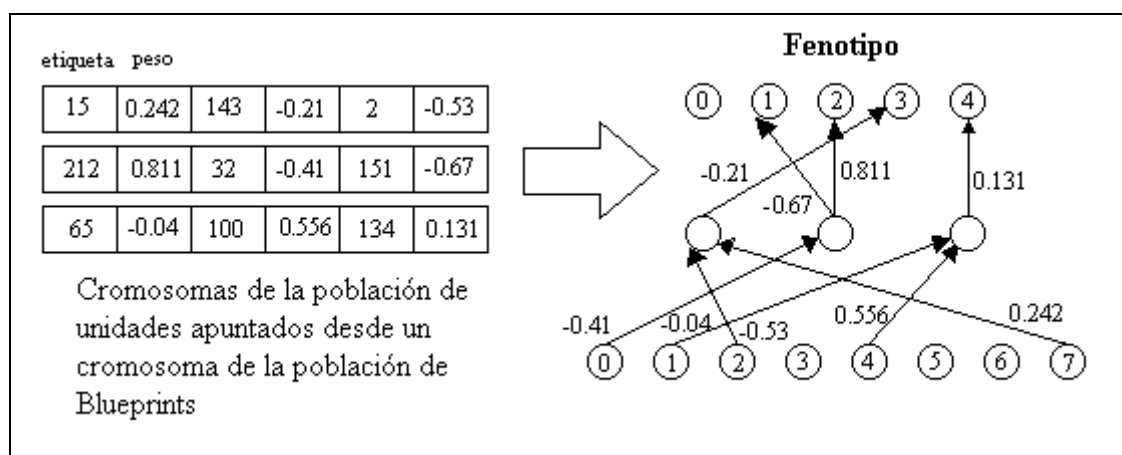 etiqueta peso
15 0.242 143 -0.21 2 -0.53
212 0.811 32 -0.41 151 -0.67
65 -0.04 100 0.556 134 0.131
Cromosomas de la población de
unidades apuntados desde un
cromosoma de la población de
Blueprints
Fenotipo
0 1 2 3 4
-0.21 -0.67 0.811 0.131
-0.41 -0.04 -0.53 0.556 0.242
0 1 2 3 4 5 6 7